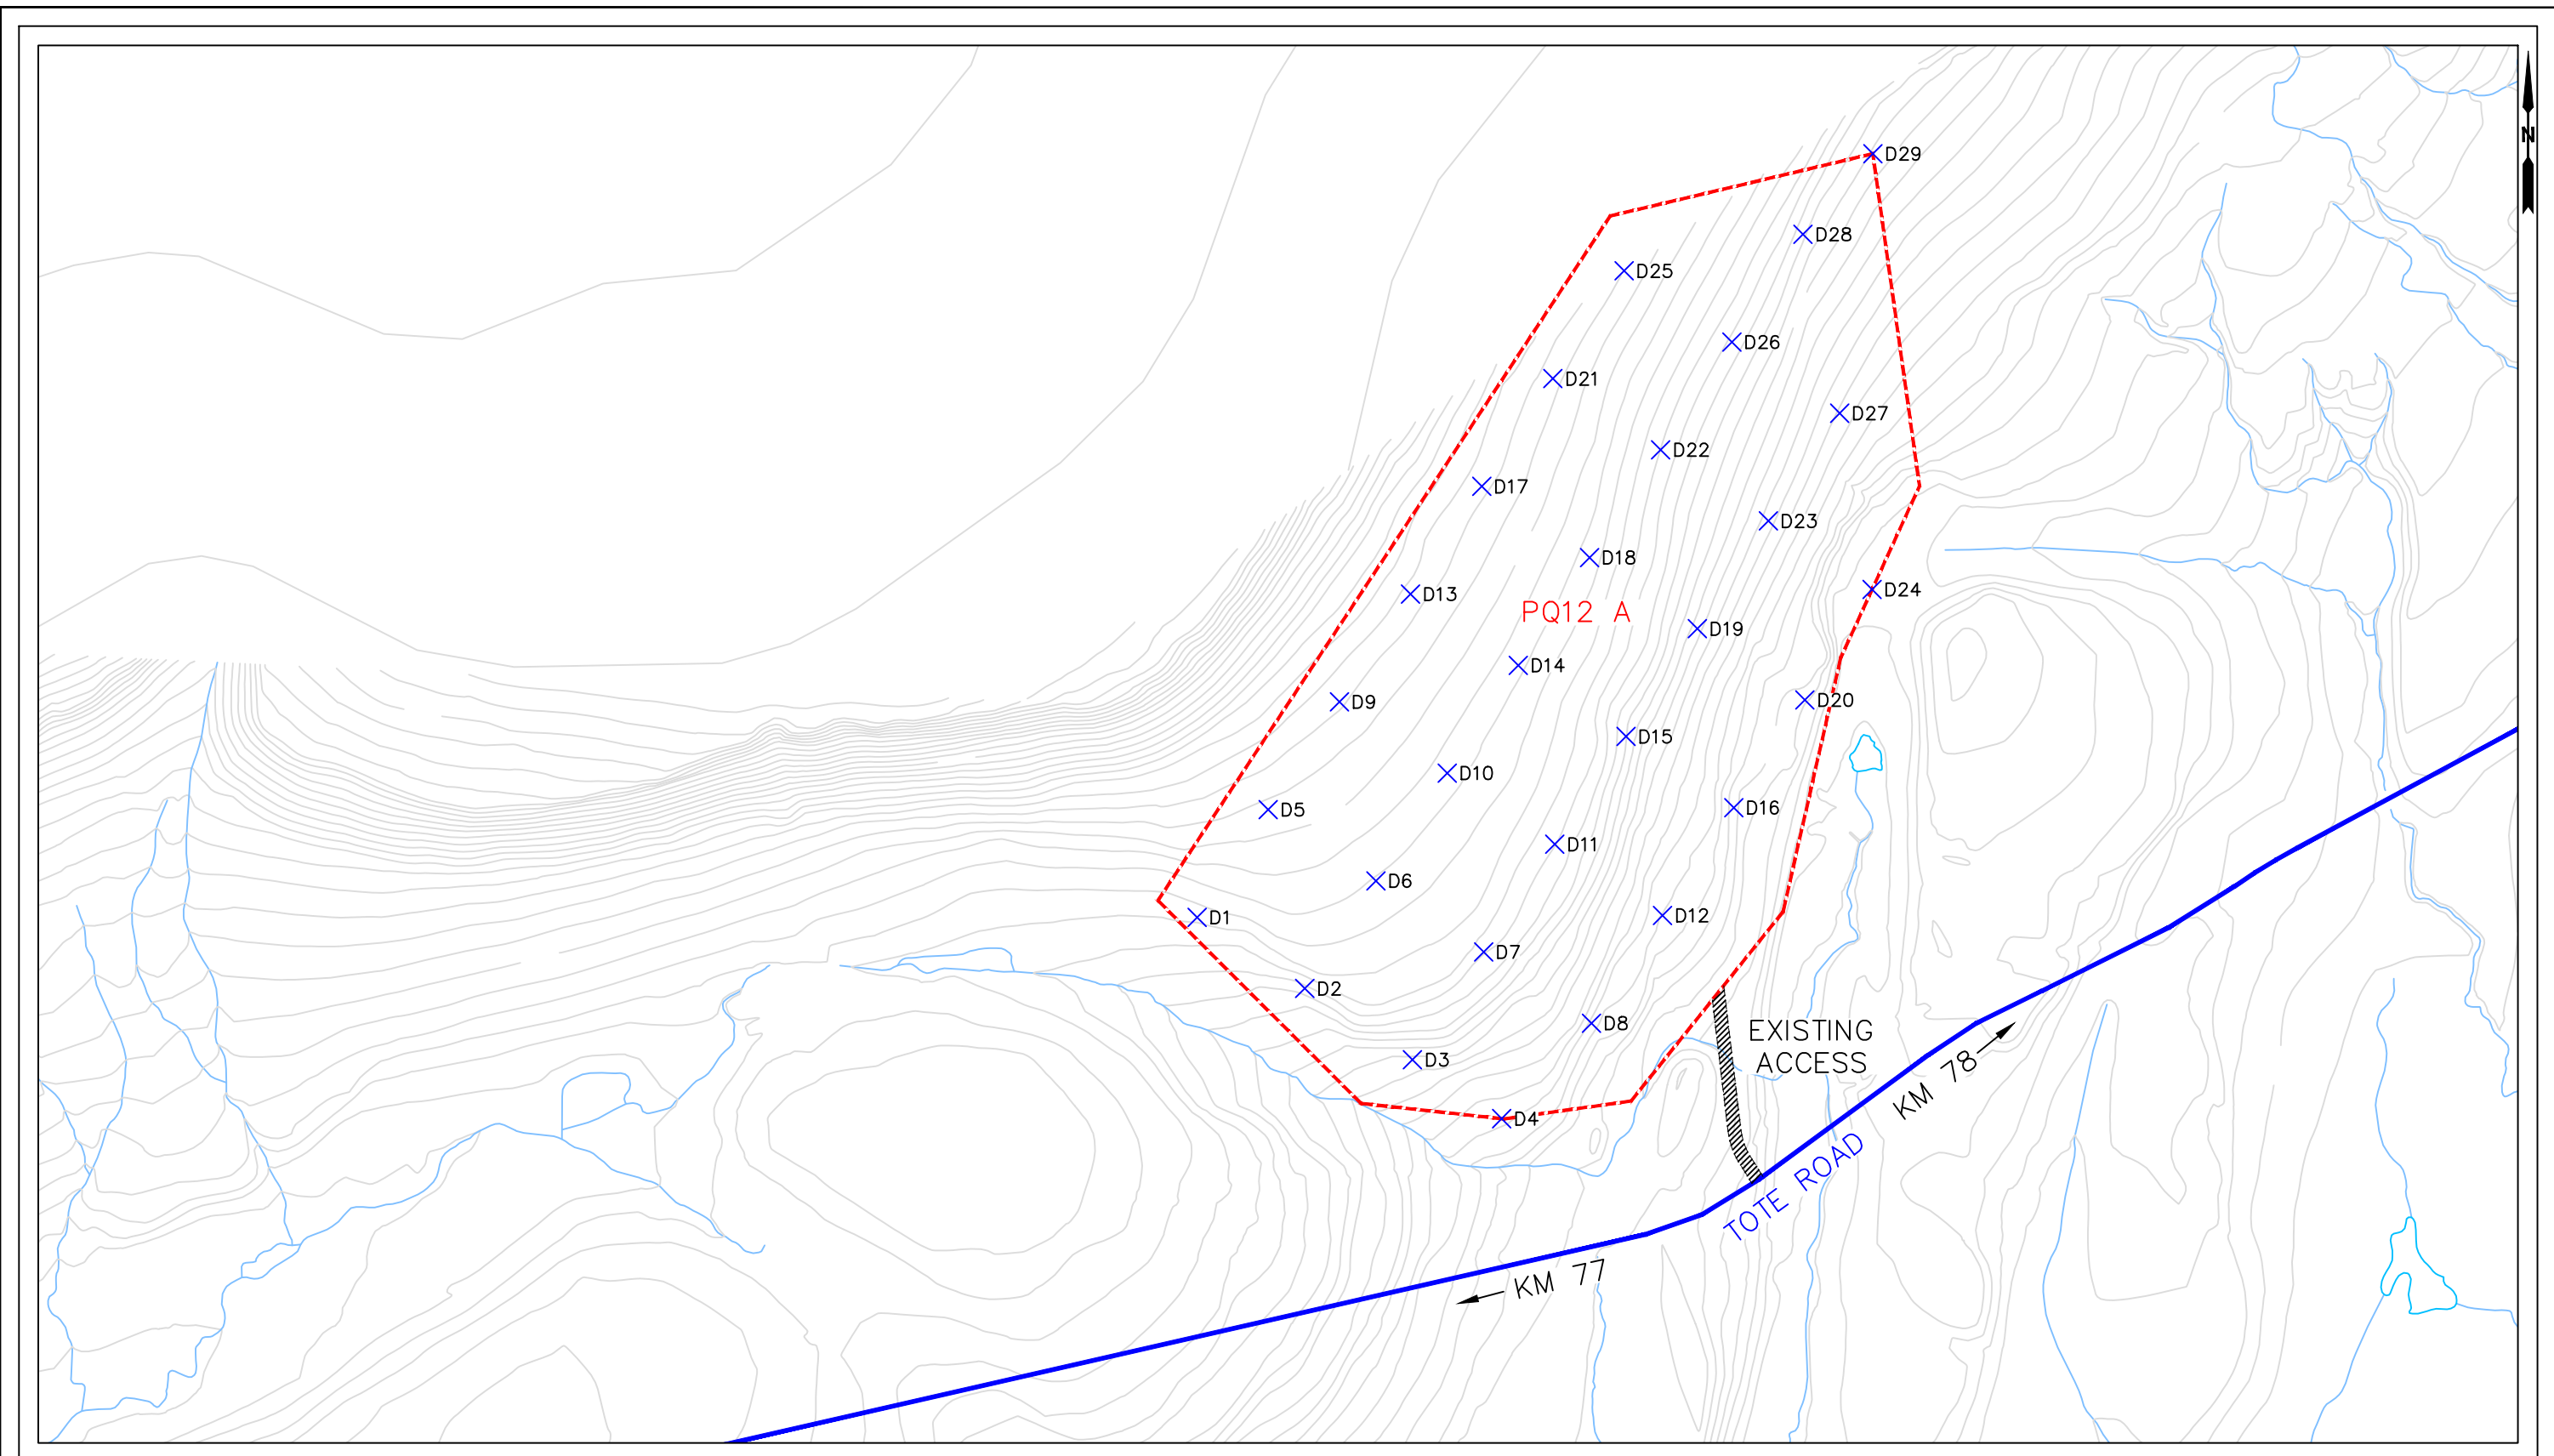 N
D29
D28
D25
D26
D21
D27
D22
D17
D23
D18
D24
D13
PQ12 A
D19
D14
D9
D20
D15
D10
D5
D16
D11
D6
D1
D12
D7
D2
D8
EXISTING
ACCESS
D3
KM 78
D4
TOTE ROAD
KM 77